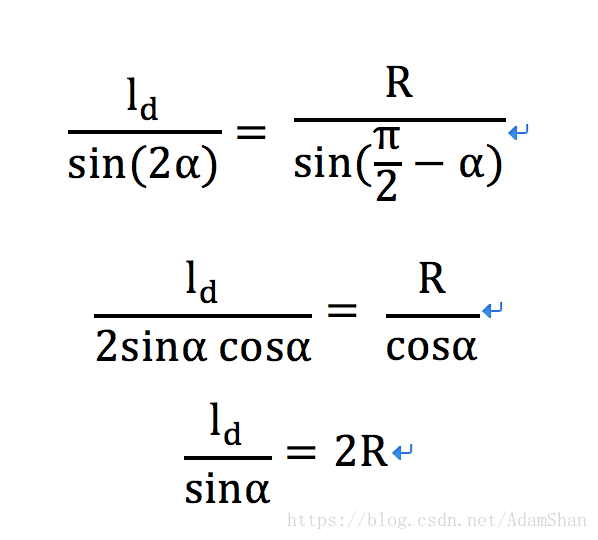 l_d / sin(2α) = R / sin(π/2 − α)↵
l_d / 2sinα cosα = R / cosα↵
l_d / sinα = 2R↵
https://blog.csdn.net/AdamShan